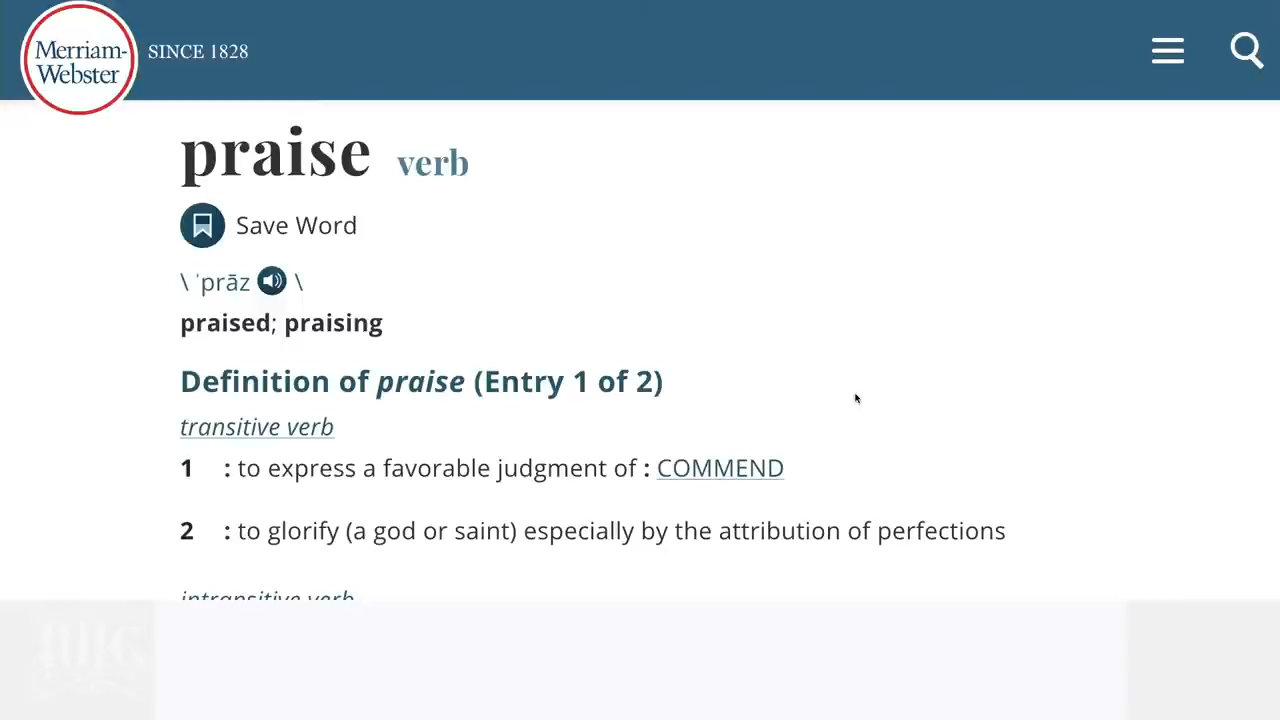 Merriam-
Webster
SINCE 1828
praise verb
Save Word
\ ˈprāz \
praised; praising
Definition of praise (Entry 1 of 2)
transitive verb
1 : to express a favorable judgment of : COMMEND
2 : to glorify (a god or saint) especially by the attribution of perfections
intransitive verb